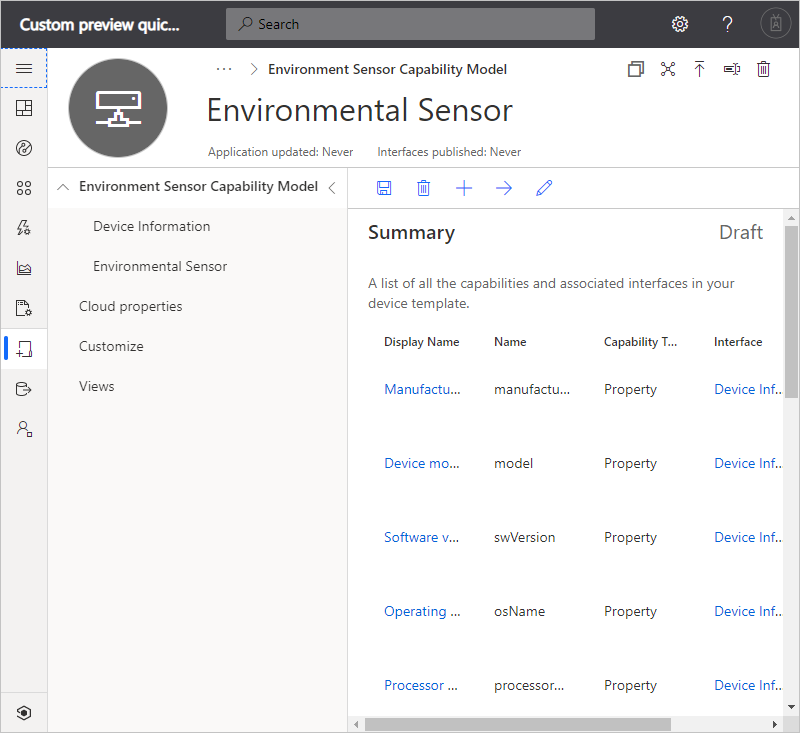 Custom preview quic...
Search
?
... > Environment Sensor Capability Model
Environmental Sensor
Application updated: Never Interfaces published: Never
Environment Sensor Capability Model
Device Information
Environmental Sensor
Cloud properties
Customize
Views
Summary Draft
A list of all the capabilities and associated interfaces in your
device template.
Display Name Name Capability T... Interface
Manufactu... manufactu... Property Device Inf...
Device mo... model Property Device Inf...
Software v... swVersion Property Device Inf...
Operating ... osName Property Device Inf...
Processor ... processor... Property Device Inf...